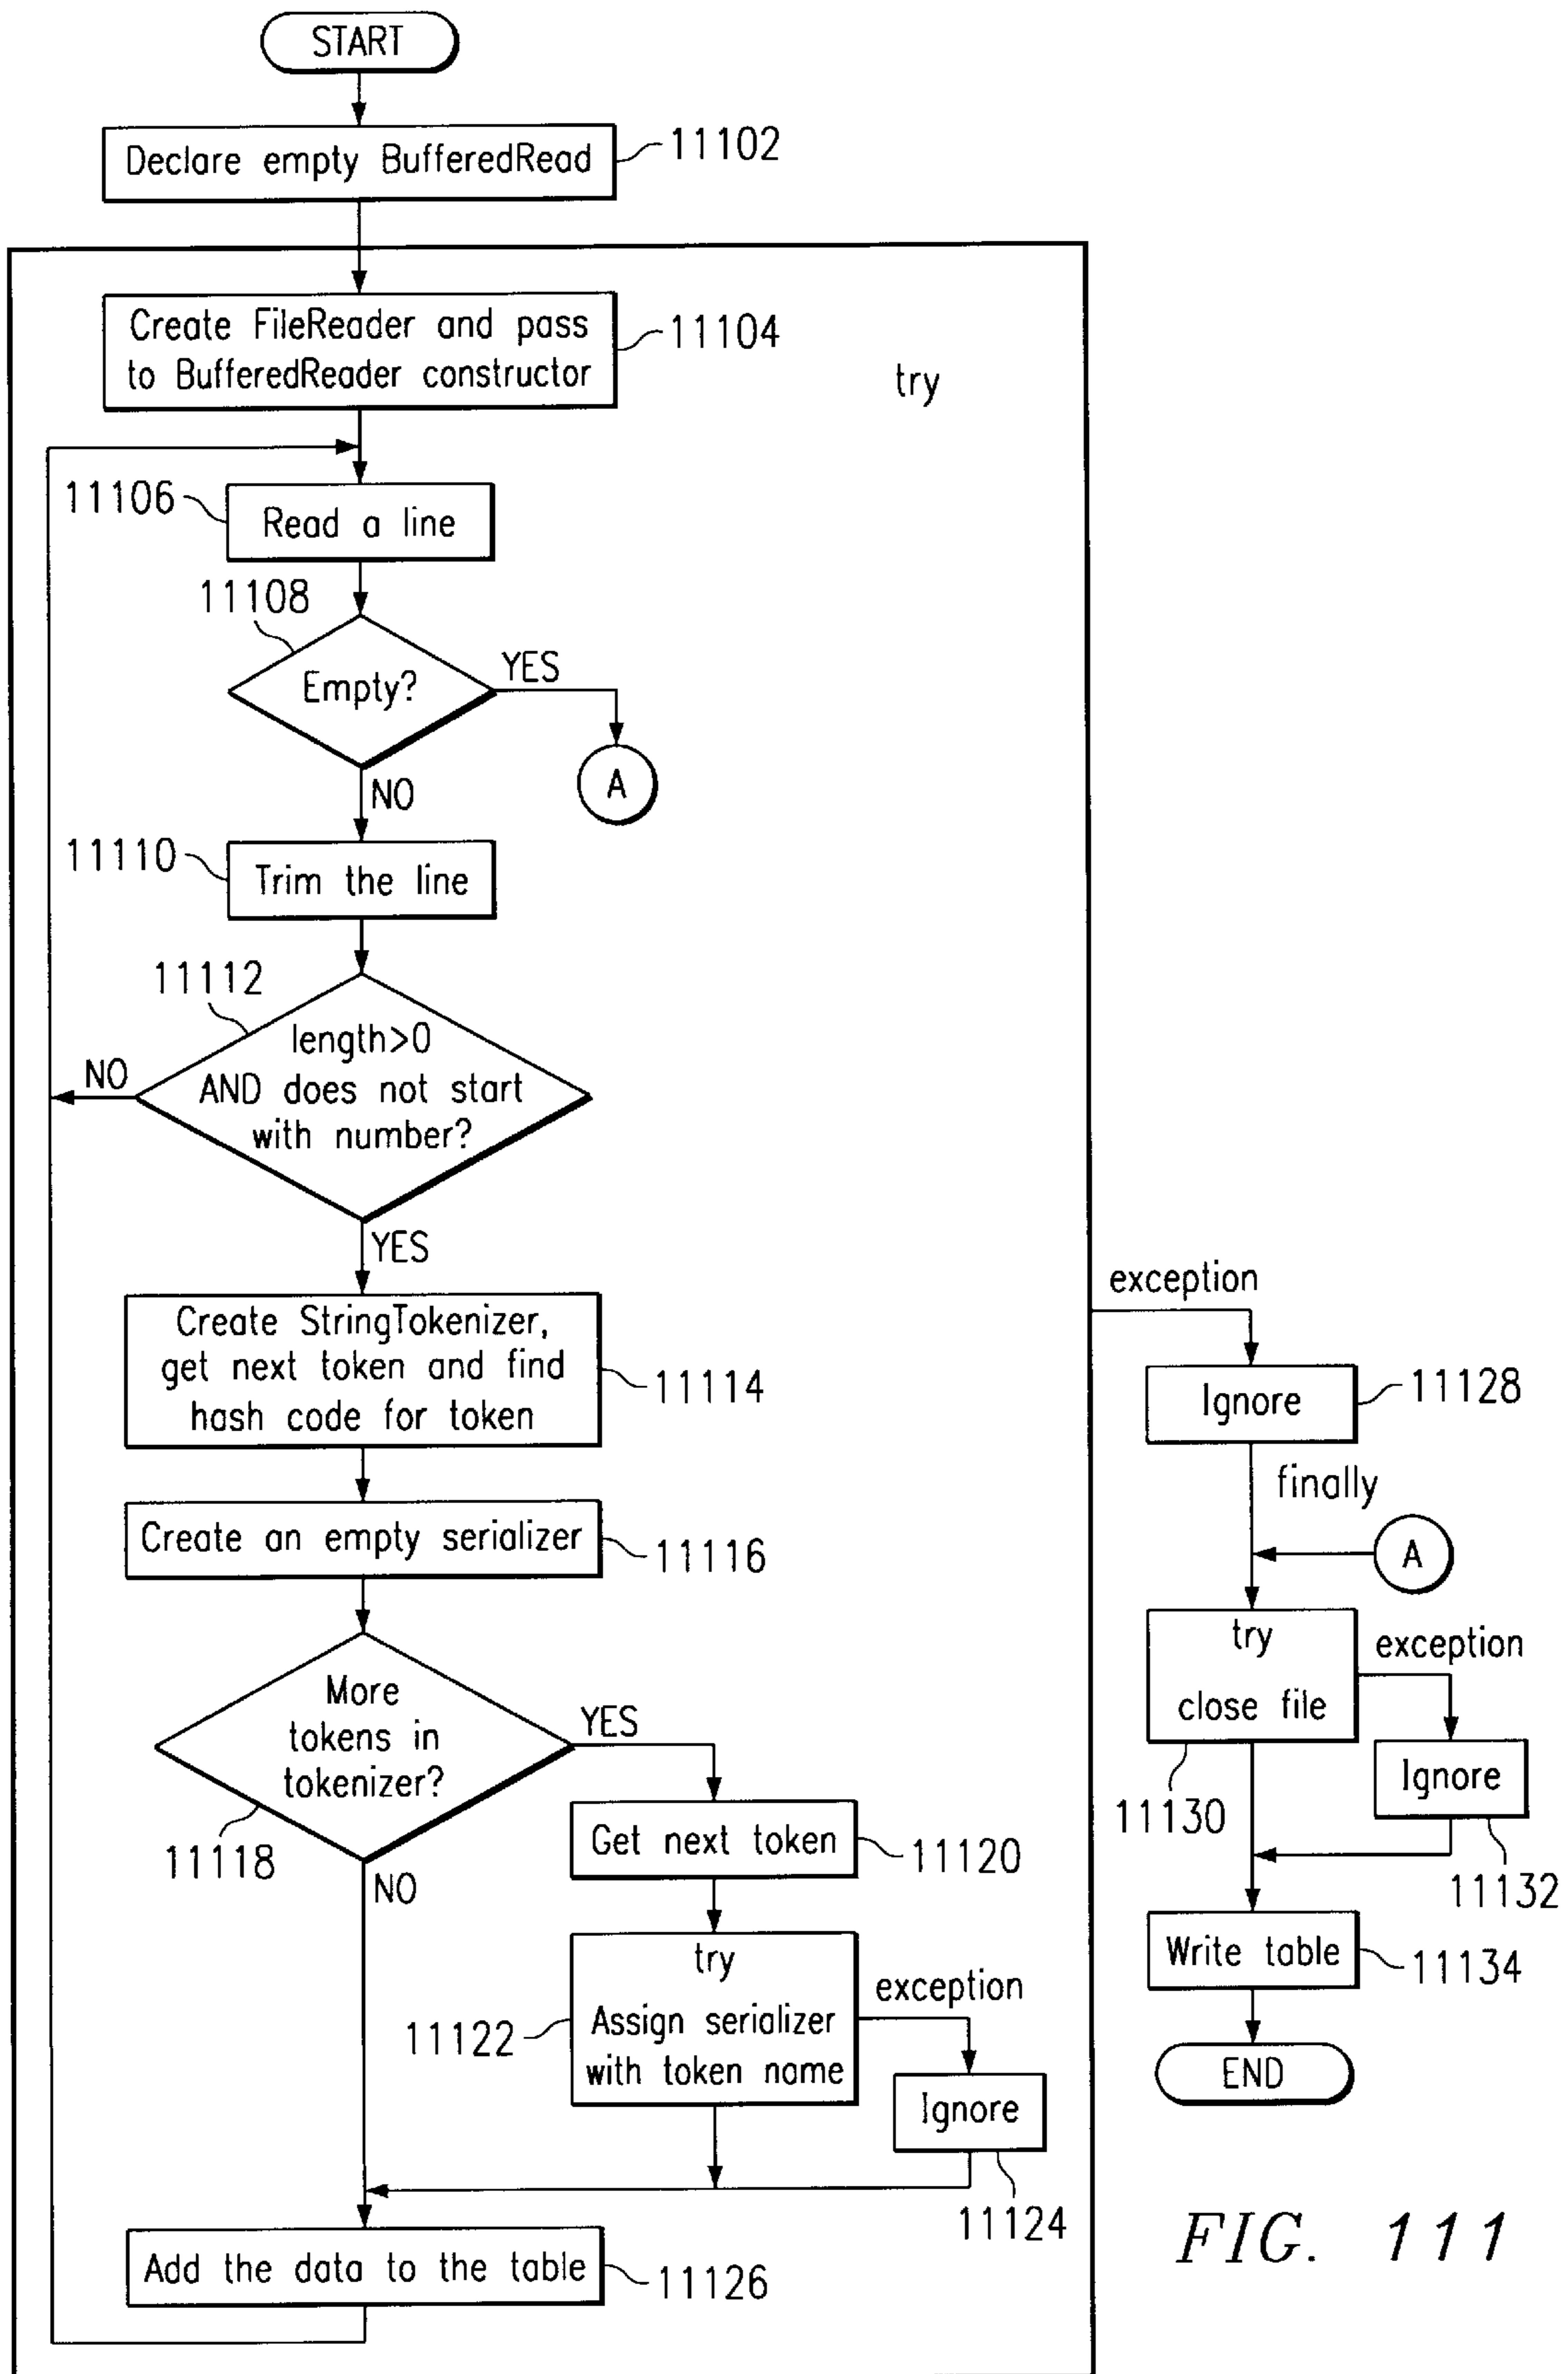 START
Declare empty BufferedRead
11102
Create FileReader and pass
to BufferedReader constructor
11104
try
11106
Read a line
11108
Empty?
YES
A
NO
11110
Trim the line
11112
length>0
AND does not start
with number?
NO
YES
Create StringTokenizer,
get next token and find
hash code for token
11114
Create an empty serializer
11116
More
tokens in
tokenizer?
YES
11118
NO
Get next token
11120
try
Assign serializer
with token name
11122
exception
Ignore
11124
Add the data to the table
11126
exception
Ignore
11128
finally
A
try
close file
exception
11130
Ignore
11132
Write table
11134
END
FIG. 111